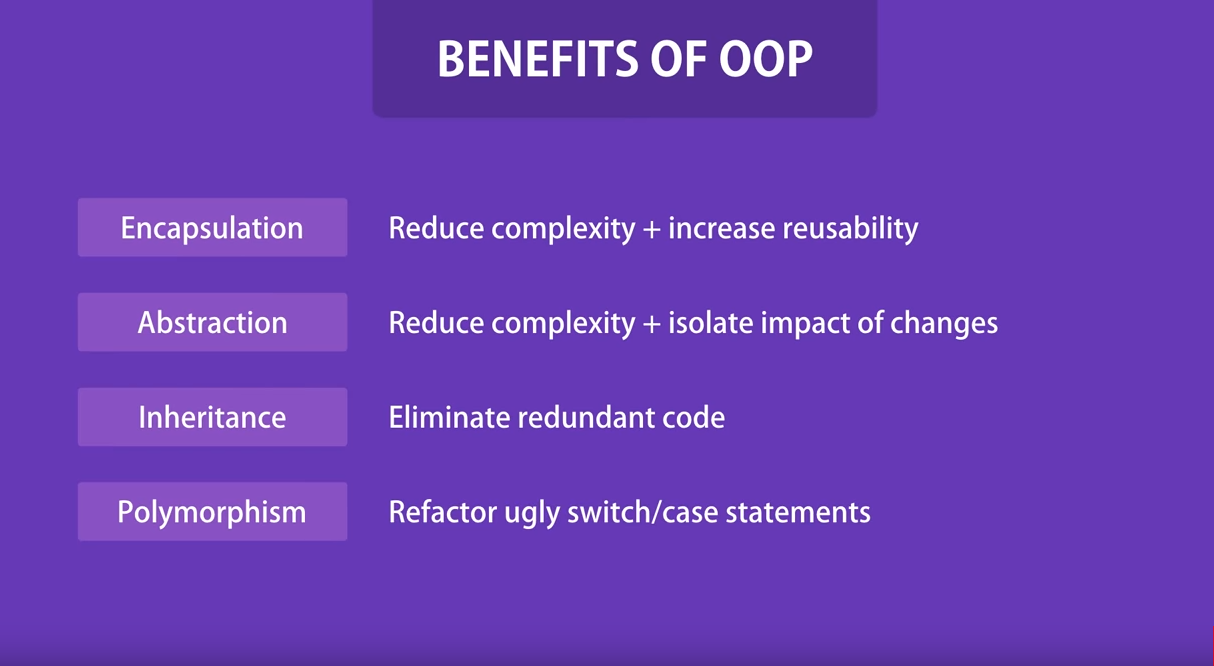 BENEFITS OF OOP
Encapsulation Reduce complexity + increase reusability
Abstraction Reduce complexity + isolate impact of changes
Inheritance Eliminate redundant code
Polymorphism Refactor ugly switch/case statements